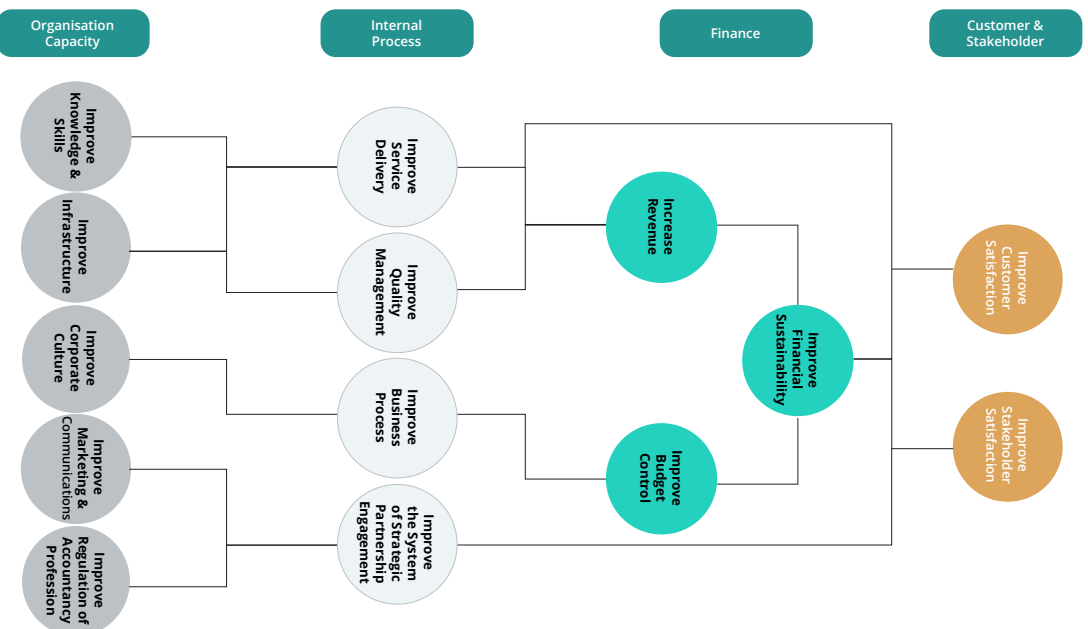 Organisation
Capacity
Internal
Process
Finance
Customer &
Stakeholder
Improve
Knowledge &
Skills
Improve
Infrastructure
Improve
Corporate
Culture
Improve
Marketing &
Communications
Improve
Regulation of
Accountancy
Profession
Improve
Service
Delivery
Improve
Quality
Management
Improve
Business
Process
Improve
the System
of Strategic
Partnership
Engagement
Increase
Revenue
Improve
Budget
Control
Improve
Financial
Sustainability
Improve
Customer
Satisfaction
Improve
Stakeholder
Satisfaction